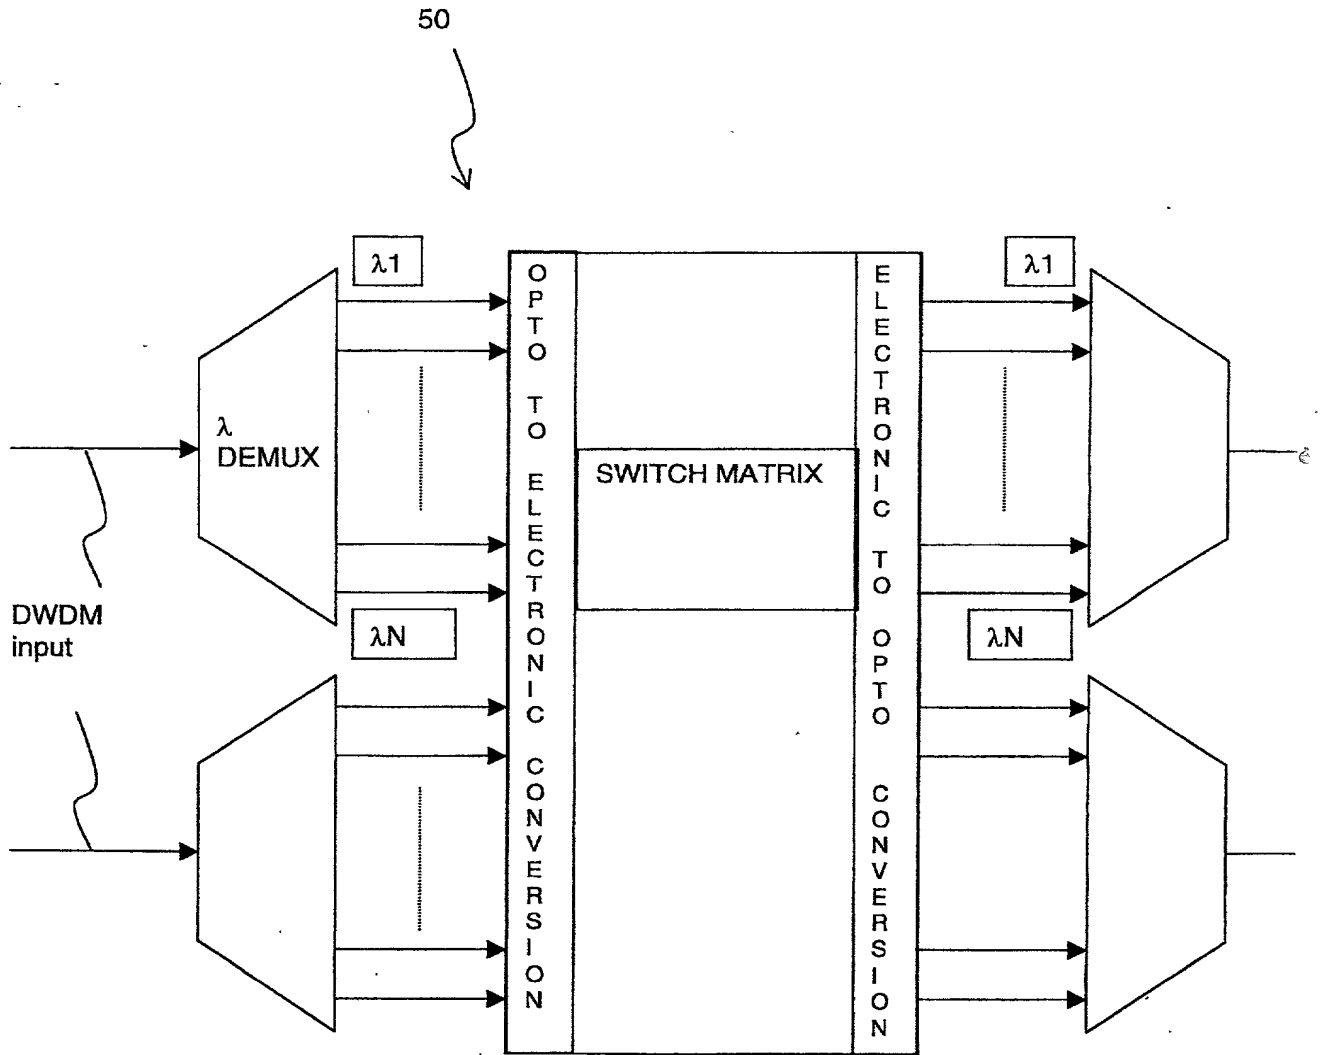 50
λ1
λ1
OPTO TO ELECTRONIC CONVERSION
ELECTRONIC TO OPTO CONVERSION
λ
DEMUX
SWITCH MATRIX
DWDM
input
λN
λN